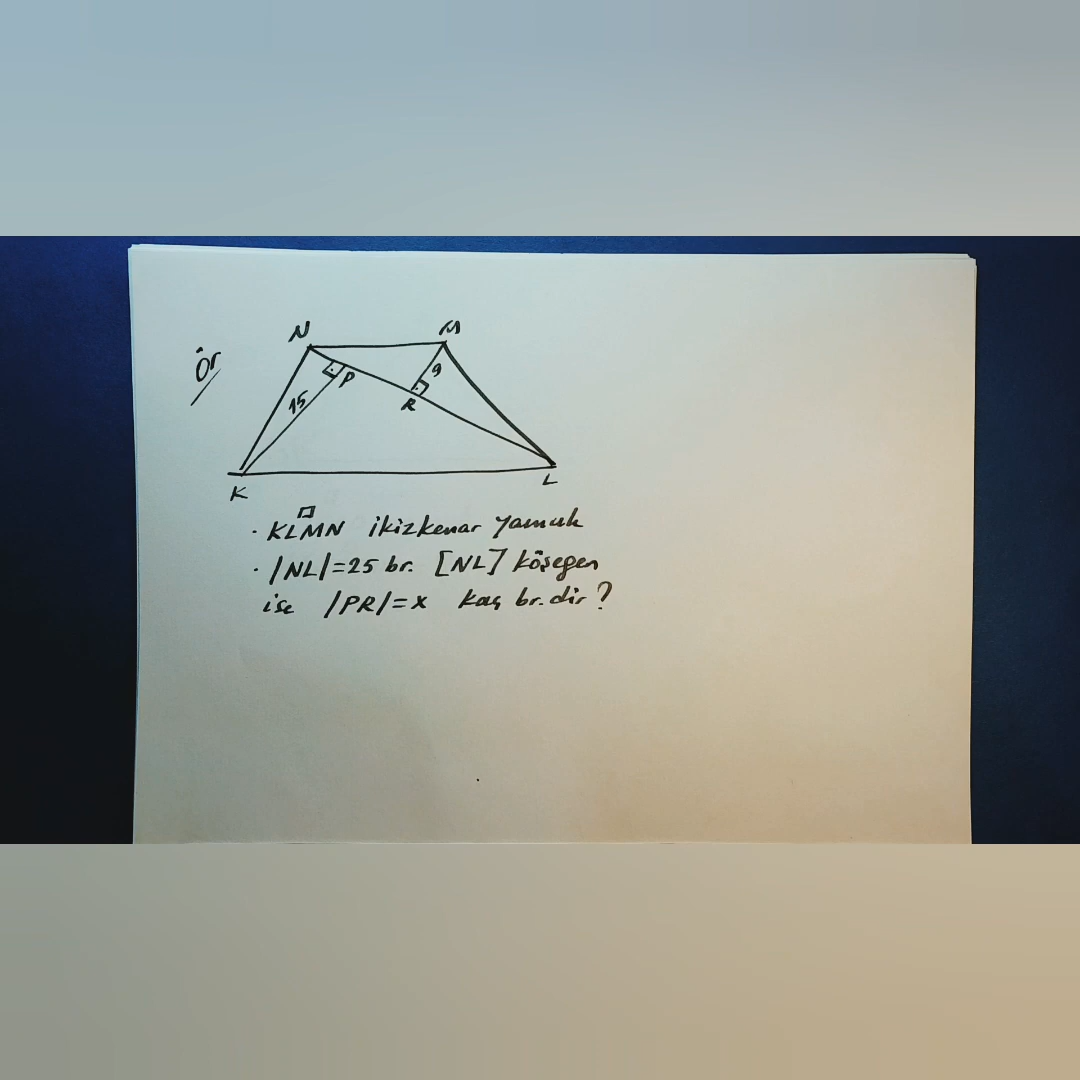 Ör
N M
15 P 9
R
K L
· KLMN ikizkenar yamuk
· |NL|=25 br. [NL] köşegen
ise |PR|=x kaç br.dir?